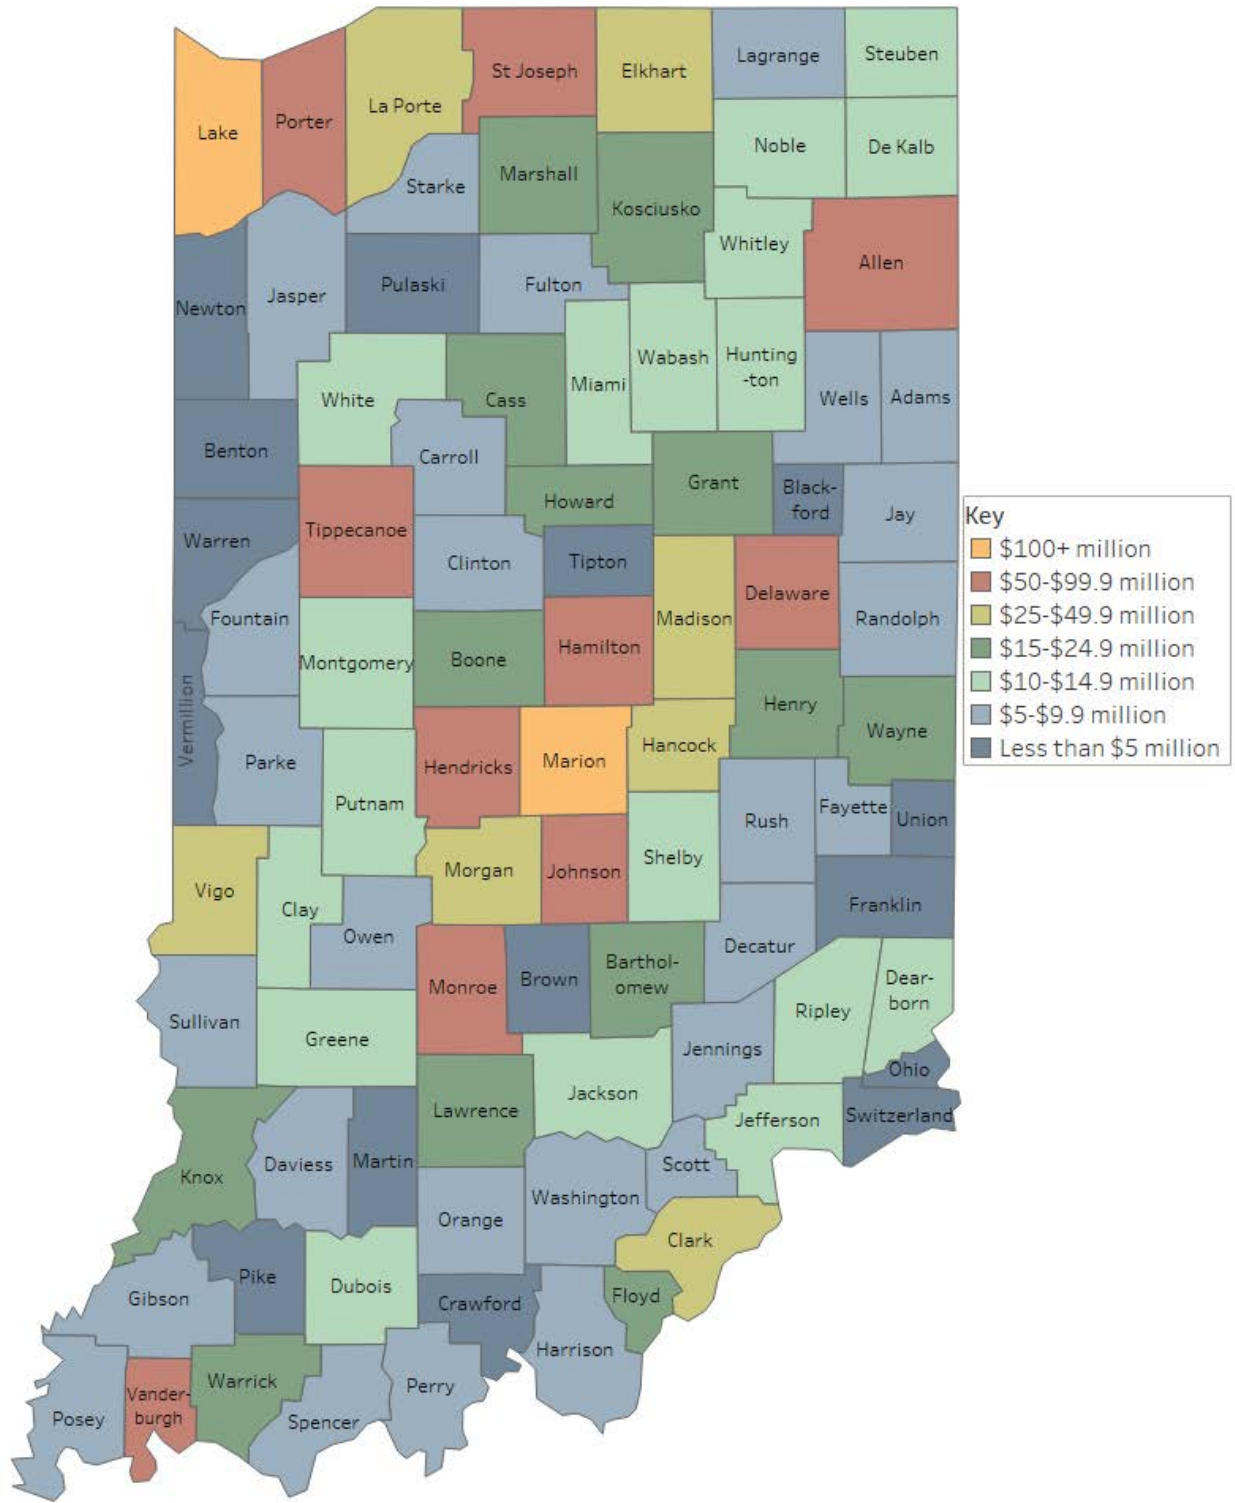 Lagrange
Steuben
St Joseph
Elkhart
La Porte
Porter
Lake
Noble
De Kalb
Marshall
Starke
Kosciusko
Whitley
Allen
Pulaski
Fulton
Jasper
Newton
Wabash
Hunting
-ton
Miami
White
Cass
Wells
Adams
Benton
Carroll
Grant
Howard
Black-
ford
Jay
Tippecanoe
Warren
Clinton
Tipton
Delaware
Fountain
Madison
Randolph
Hamilton
Montgomery
Boone
Henry
Vermillion
Wayne
Hancock
Parke
Hendricks
Marion
Putnam
Rush
Fayette
Union
Shelby
Morgan
Johnson
Vigo
Clay
Franklin
Owen
Decatur
Monroe
Brown
Barthol-
omew
Dear-
born
Ripley
Sullivan
Greene
Jennings
Ohio
Jackson
Lawrence
Jefferson
Switzerland
Knox
Daviess
Martin
Scott
Washington
Orange
Clark
Pike
Dubois
Gibson
Crawford
Floyd
Harrison
Warrick
Perry
Vander-
burgh
Posey
Spencer
Key
$100+ million
$50-$99.9 million
$25-$49.9 million
$15-$24.9 million
$10-$14.9 million
$5-$9.9 million
Less than $5 million